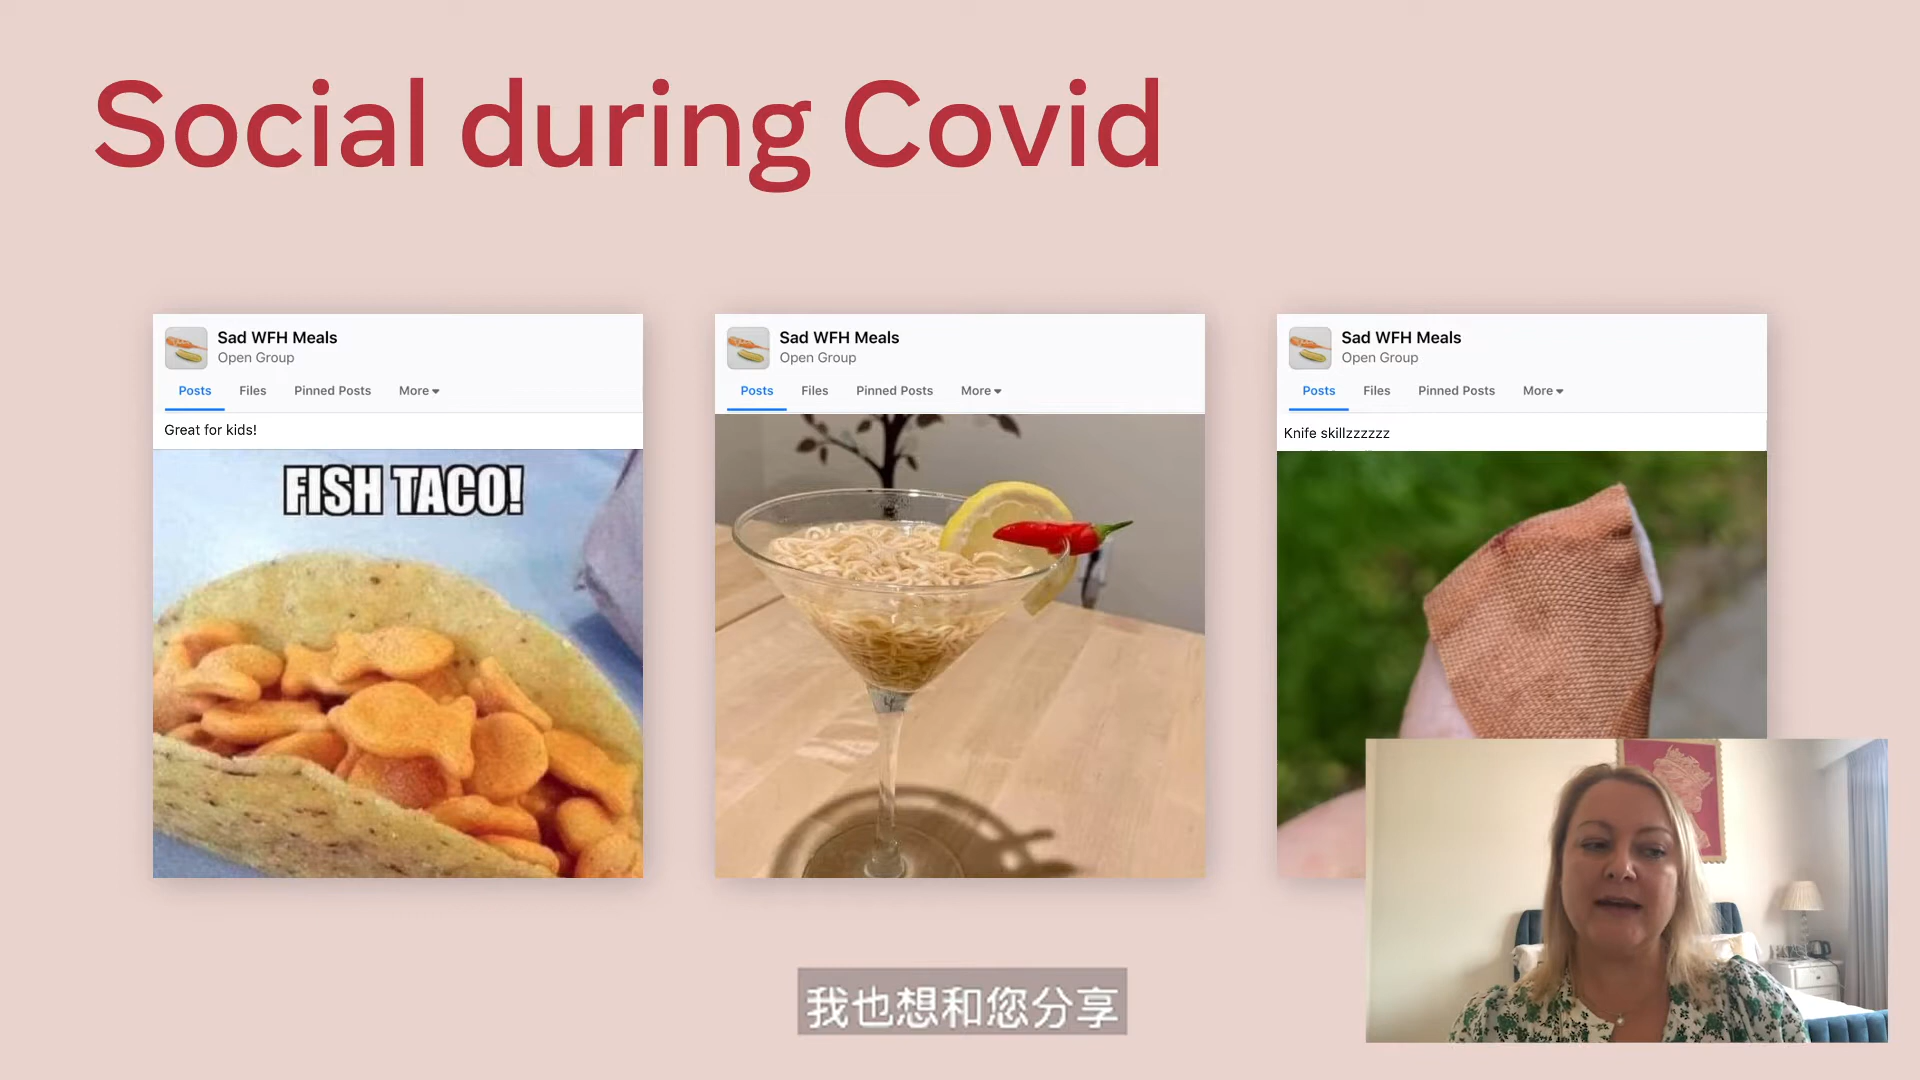 Social during Covid
Sad WFH Meals
Open Group
Posts Files Pinned Posts More
Great for kids!
FISH TACO!
Sad WFH Meals
Open Group
Posts Files Pinned Posts More
Sad WFH Meals
Open Group
Posts Files Pinned Posts More
Knife skillzzzzzz
我也想和您分享